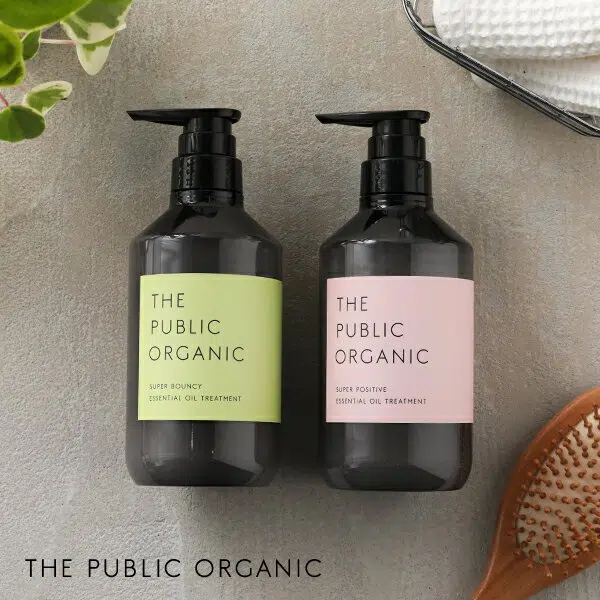 THE
PUBLIC
ORGANIC
SUPER BOUNCY
ESSENTIAL OIL TREATMENT
THE
PUBLIC
ORGANIC
SUPER POSITIVE
ESSENTIAL OIL TREATMENT
THE PUBLIC ORGANIC